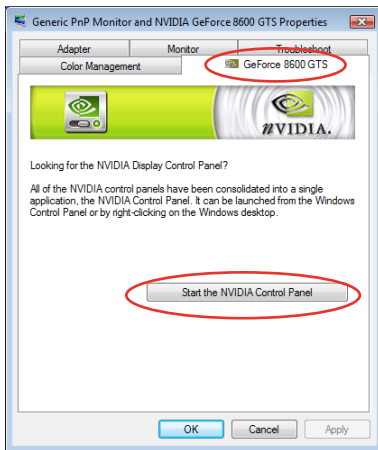 Generic PnP Monitor and NVIDIA GeForce 8600 GTS Properties
Adapter Monitor Troubleshoot
Color Management GeForce 8600 GTS
NVIDIA.
Looking for the NVIDIA Display Control Panel?
All of the NVIDIA control panels have been consolidated into a single
application, the NVIDIA Control Panel. It can be launched from the Windows
Control Panel or by right-clicking on the Windows desktop.
Start the NVIDIA Control Panel
OK Cancel Apply